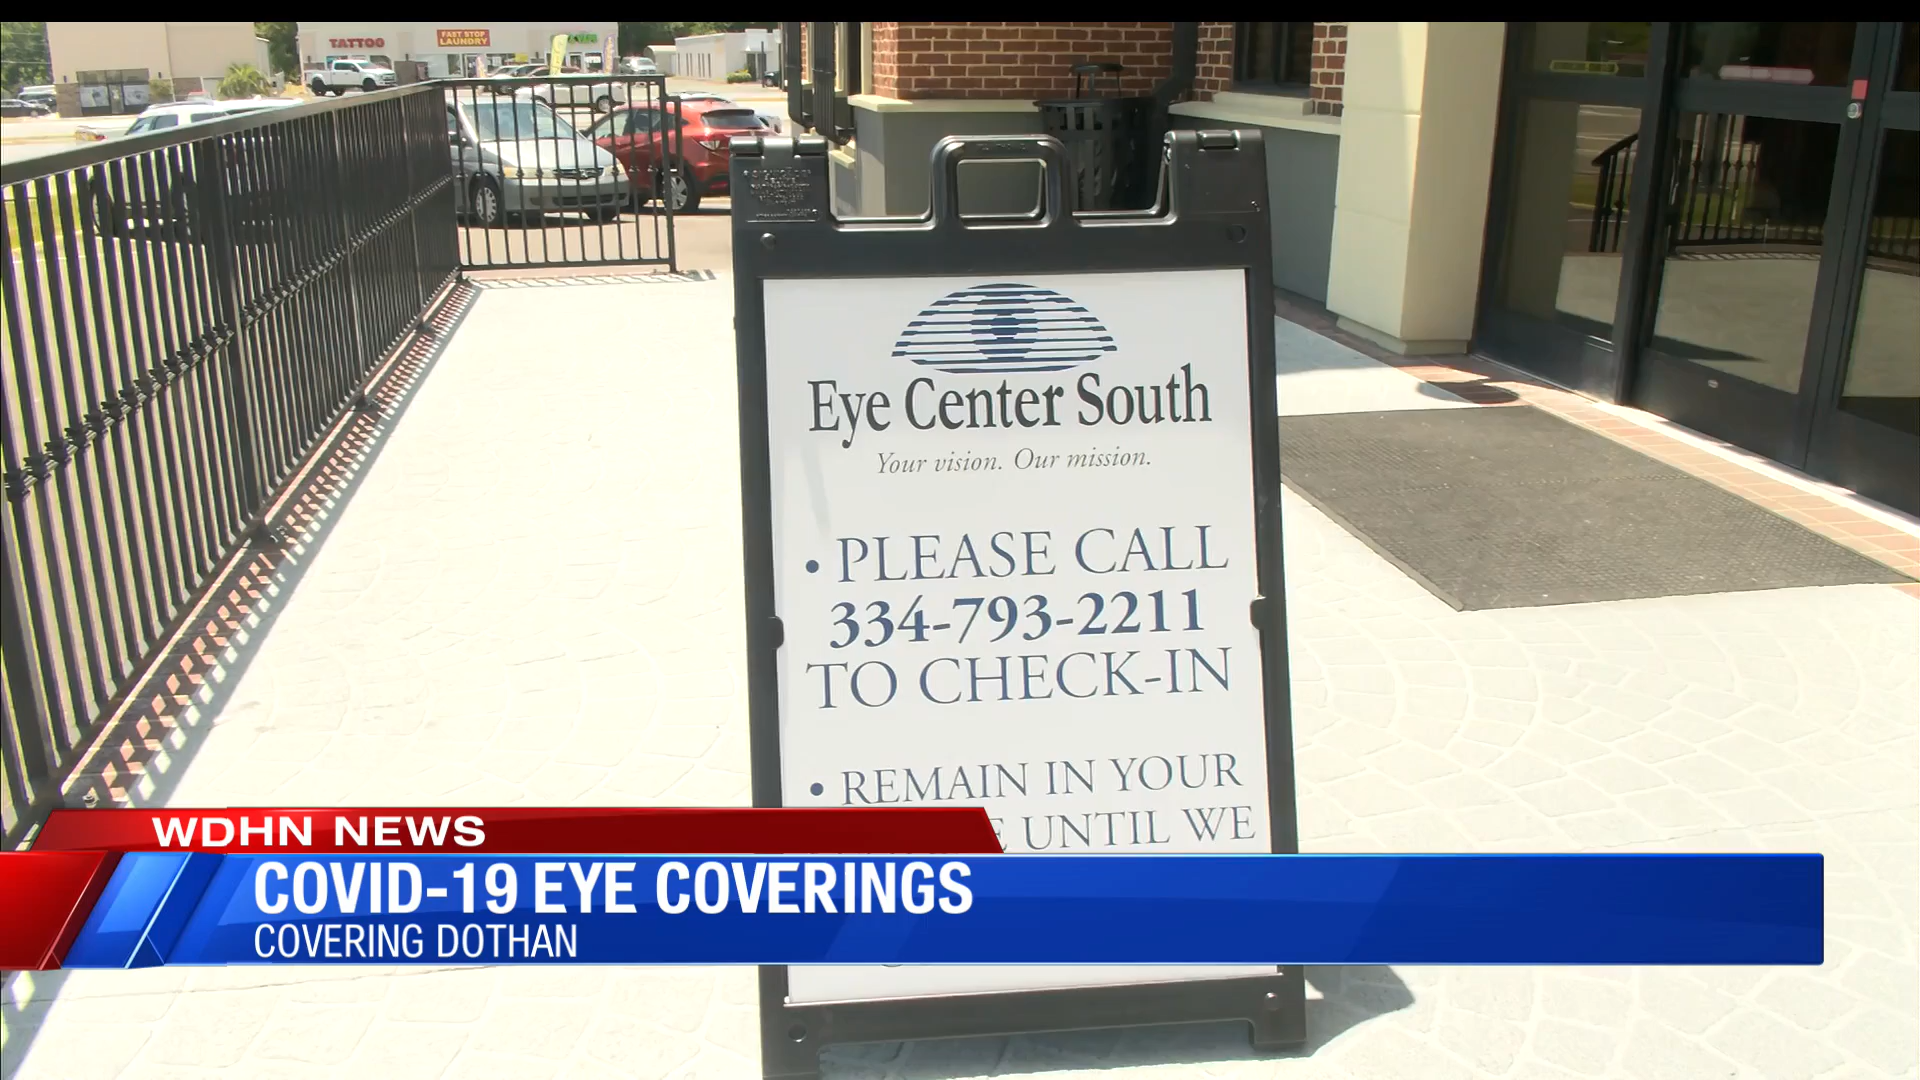 TATTOO
FAST STOP
LAUNDRY
Eye Center South
Your vision. Our mission.
• PLEASE CALL
334-793-2211
TO CHECK-IN
• REMAIN IN YOUR
UNTIL WE
WDHN NEWS
COVID-19 EYE COVERINGS
COVERING DOTHAN